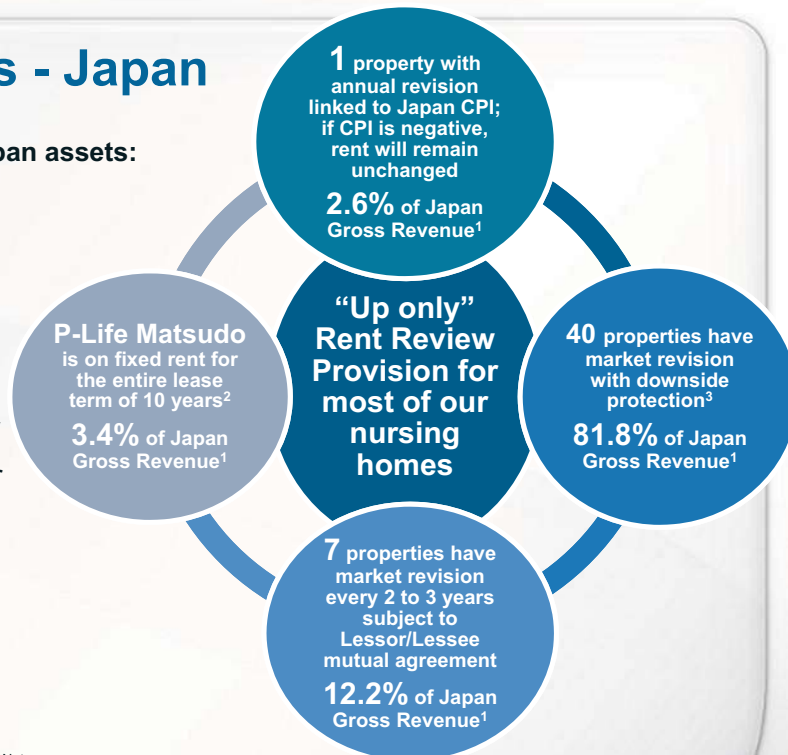 s - Japan
pan assets:
1 property with
annual revision
linked to Japan CPI;
if CPI is negative,
rent will remain
unchanged
2.6% of Japan
Gross Revenue1
P-Life Matsudo
is on fixed rent for
the entire lease
term of 10 years2
3.4% of Japan
Gross Revenue1
“Up only”
Rent Review
Provision for
most of our
nursing
homes
40 properties have
market revision
with downside
protection3
81.8% of Japan
Gross Revenue1
7 properties have
market revision
every 2 to 3 years
subject to
Lessor/Lessee
mutual agreement
12.2% of Japan
Gross Revenue1